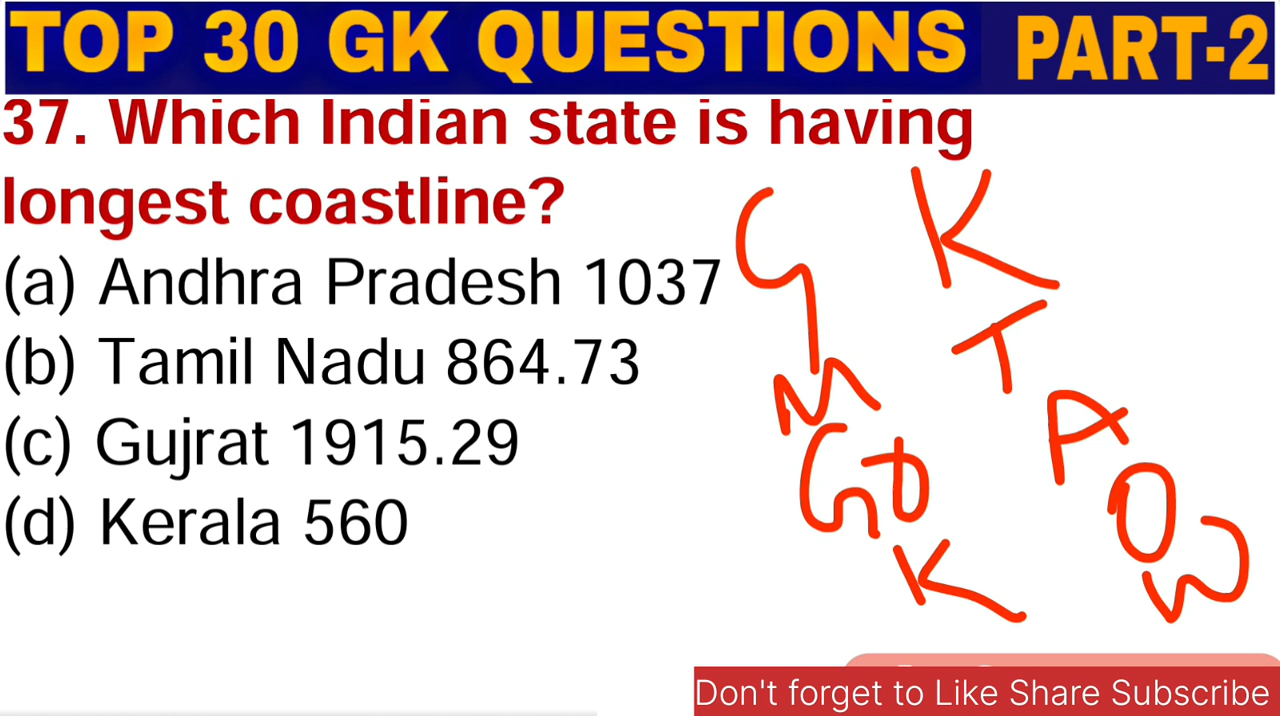 TOP 30 GK QUESTIONS PART-2
37. Which Indian state is having
longest coastline?
(a) Andhra Pradesh 1037
(b) Tamil Nadu 864.73
(c) Gujrat 1915.29
(d) Kerala 560
G
M
Go
K
K
T
A
O
W
Don't forget to Like Share Subscribe